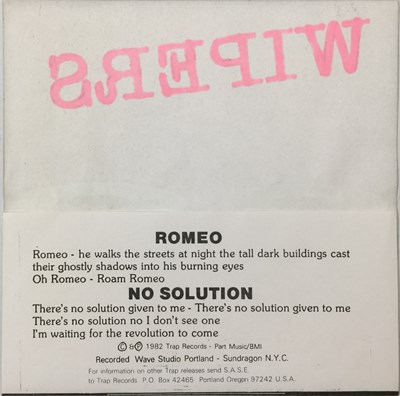 WIPERS
ROMEO
Romeo - he walks the streets at night the tall dark buildings cast
their ghostly shadows into his burning eyes
Oh Romeo - Roam Romeo
NO SOLUTION
There's no solution given to me - There's no solution given to me
There's no solution no I don't see one
I'm waiting for the revolution to come
© & ℗ 1982 Trap Records - Part Music/BMI
Recorded Wave Studio Portland - Sundragon N.Y.C.
For information on other Trap releases send S.A.S.E.
to Trap Records P.O. Box 42465 Portland Oregon 97242 U.S.A.